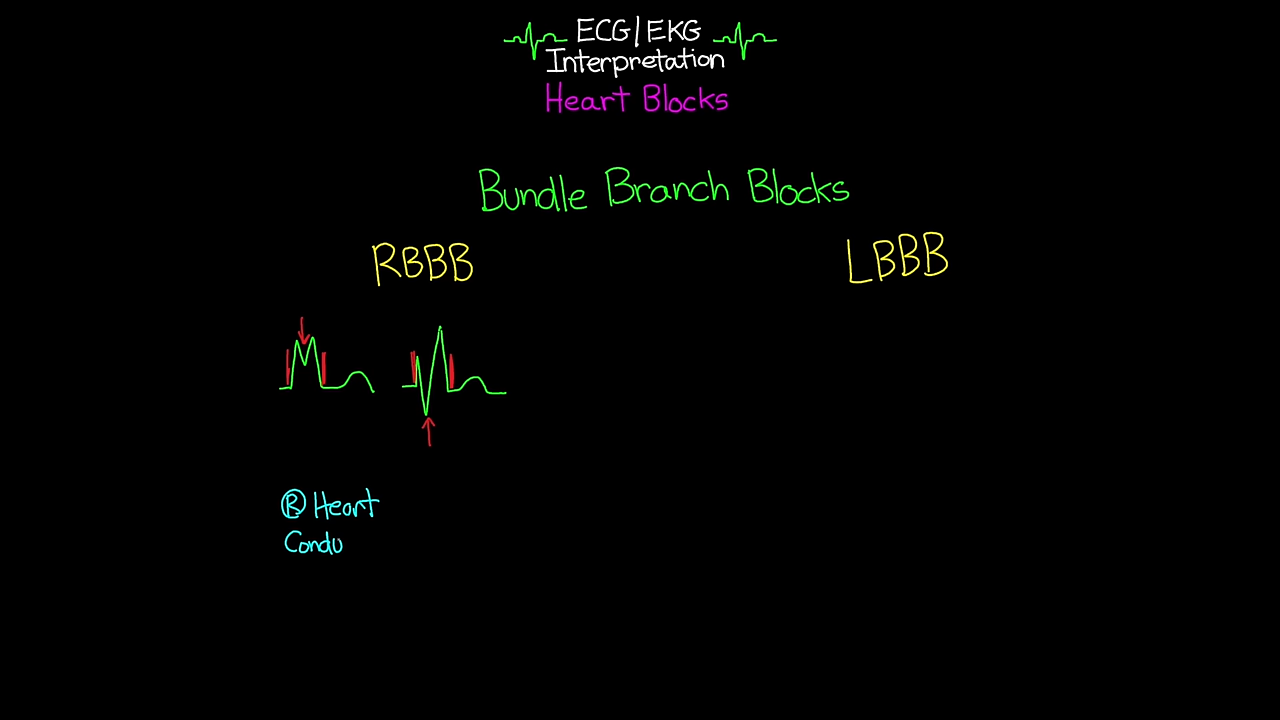 ECG/EKG
Interpretation
Heart Blocks
Bundle Branch Blocks
RBBB
LBBB
Ⓡ Heart
Condu